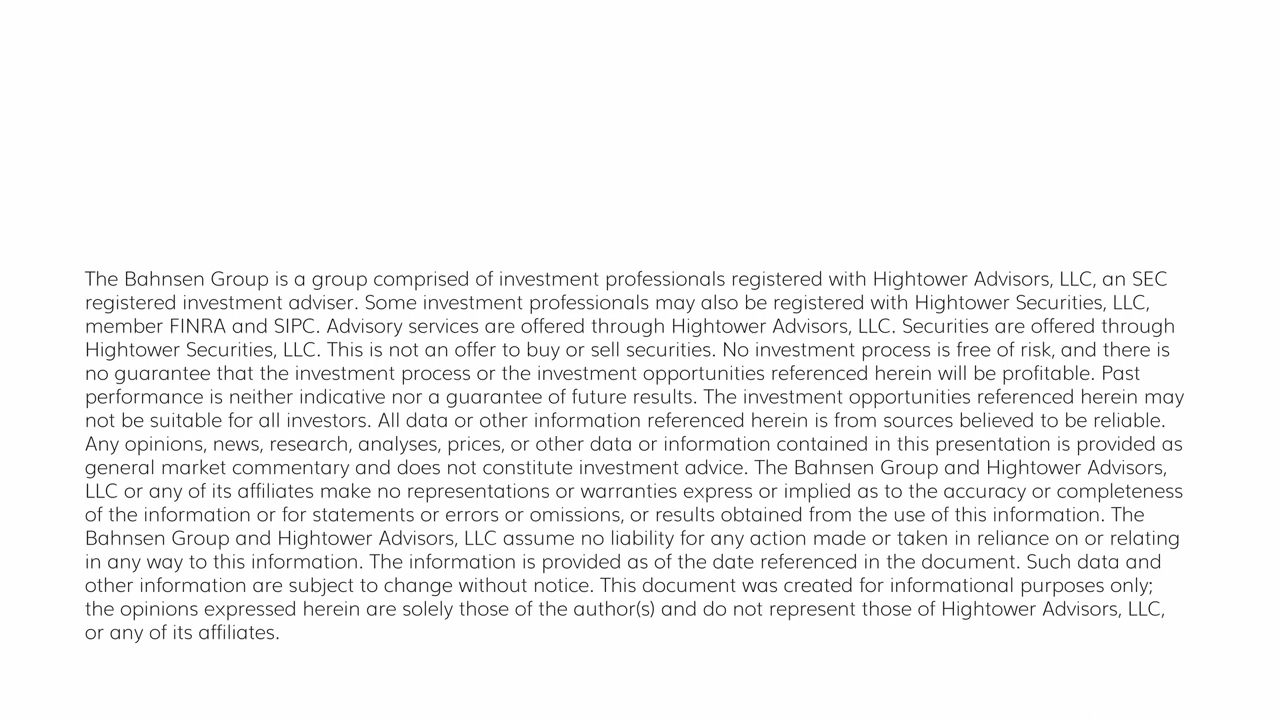 The Bahnsen Group is a group comprised of investment professionals registered with Hightower Advisors, LLC, an SEC
registered investment adviser. Some investment professionals may also be registered with Hightower Securities, LLC,
member FINRA and SIPC. Advisory services are offered through Hightower Advisors, LLC. Securities are offered through
Hightower Securities, LLC. This is not an offer to buy or sell securities. No investment process is free of risk, and there is
no guarantee that the investment process or the investment opportunities referenced herein will be profitable. Past
performance is neither indicative nor a guarantee of future results. The investment opportunities referenced herein may
not be suitable for all investors. All data or other information referenced herein is from sources believed to be reliable.
Any opinions, news, research, analyses, prices, or other data or information contained in this presentation is provided as
general market commentary and does not constitute investment advice. The Bahnsen Group and Hightower Advisors,
LLC or any of its affiliates make no representations or warranties express or implied as to the accuracy or completeness
of the information or for statements or errors or omissions, or results obtained from the use of this information. The
Bahnsen Group and Hightower Advisors, LLC assume no liability for any action made or taken in reliance on or relating
in any way to this information. The information is provided as of the date referenced in the document. Such data and
other information are subject to change without notice. This document was created for informational purposes only;
the opinions expressed herein are solely those of the author(s) and do not represent those of Hightower Advisors, LLC,
or any of its affiliates.